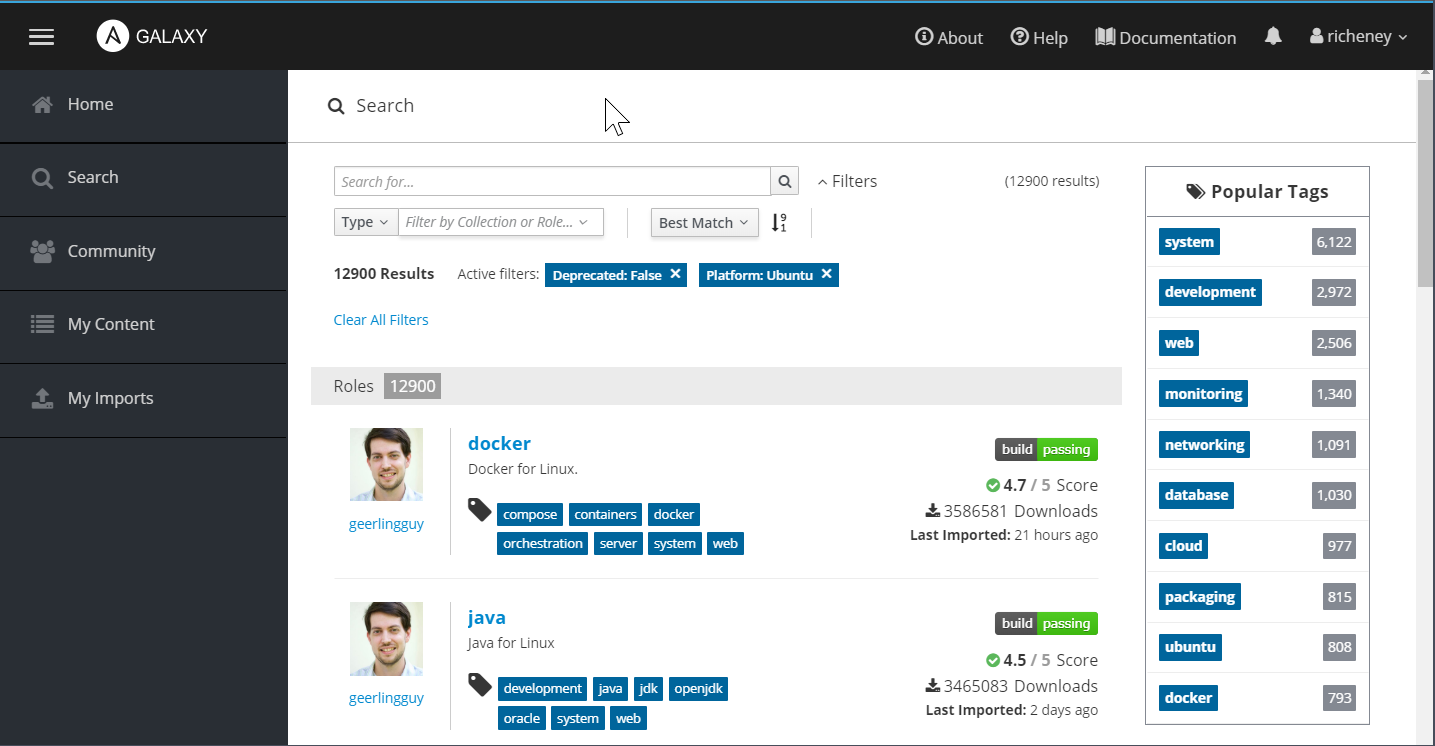 GALAXY
About
Help
Documentation
richeney
Home
Search
Community
My Content
My Imports
Search
Search for...
Filters
(12900 results)
Type
Filter by Collection or Role...
Best Match
9
1
12900 Results
Active filters:
Deprecated: False ✕
Platform: Ubuntu ✕
Clear All Filters
Roles 12900
docker
Docker for Linux.
geerlingguy
compose containers docker
orchestration server system web
build passing
4.7 / 5 Score
3586581 Downloads
Last Imported: 21 hours ago
java
Java for Linux
geerlingguy
development java jdk openjdk
oracle system web
build passing
4.5 / 5 Score
3465083 Downloads
Last Imported: 2 days ago
Popular Tags
system 6,122
development 2,972
web 2,506
monitoring 1,340
networking 1,091
database 1,030
cloud 977
packaging 815
ubuntu 808
docker 793